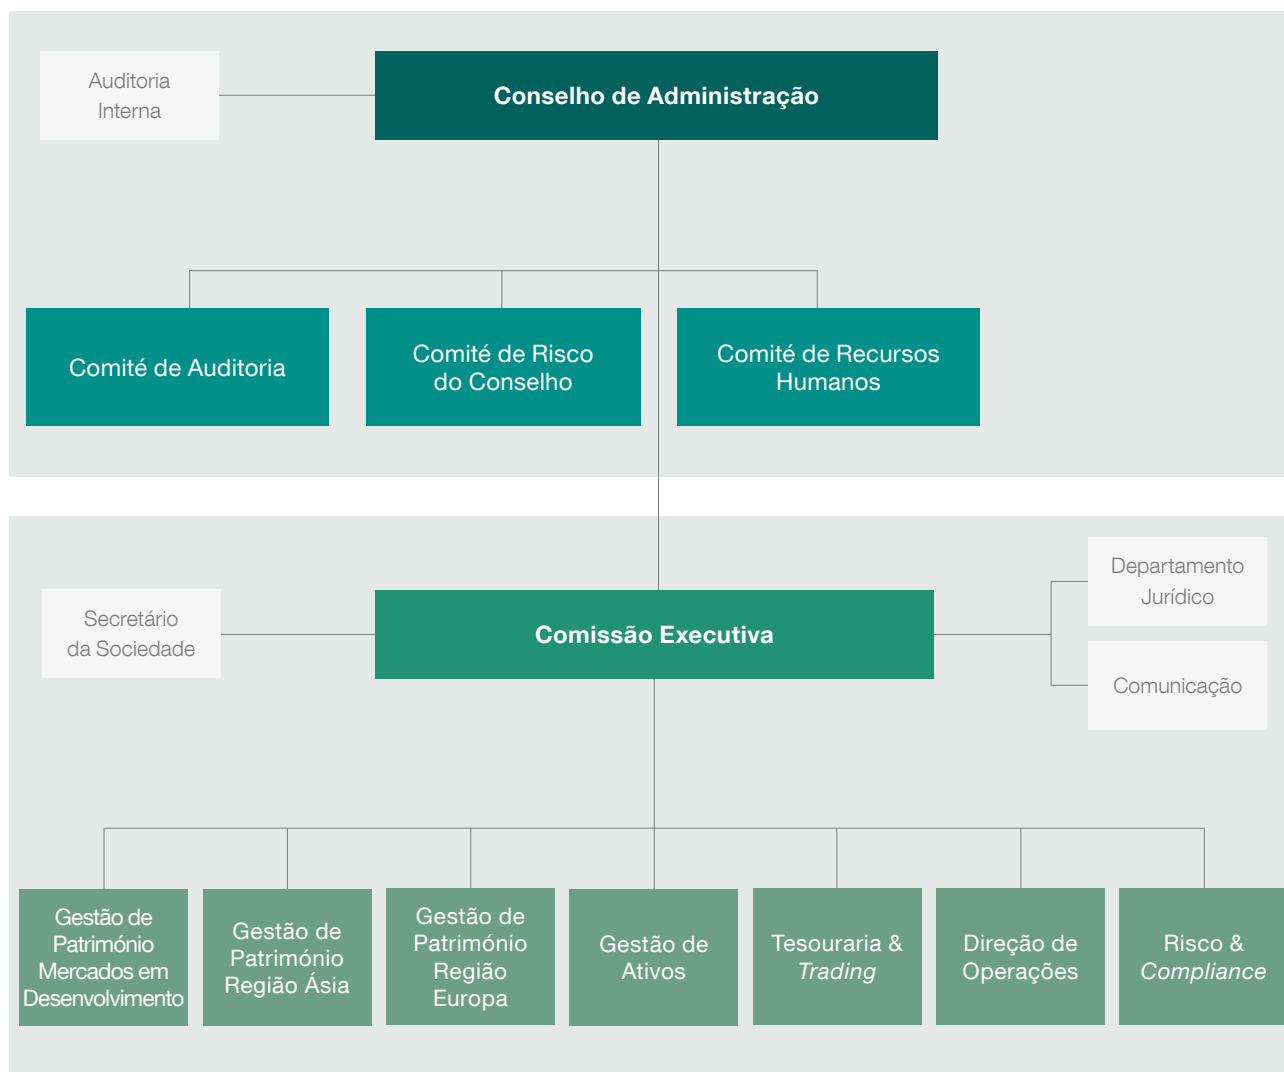 Auditoria
Interna
Conselho de Administração
Comité de Auditoria
Comité de Risco
do Conselho
Comité de Recursos
Humanos
Secretário
da Sociedade
Comissão Executiva
Departamento
Jurídico
Comunicação
Gestão de
Património
Mercados em
Desenvolvimento
Gestão de
Património
Região Ásia
Gestão de
Património
Região
Europa
Gestão de
Ativos
Tesouraria &
Trading
Direção de
Operações
Risco &
Compliance